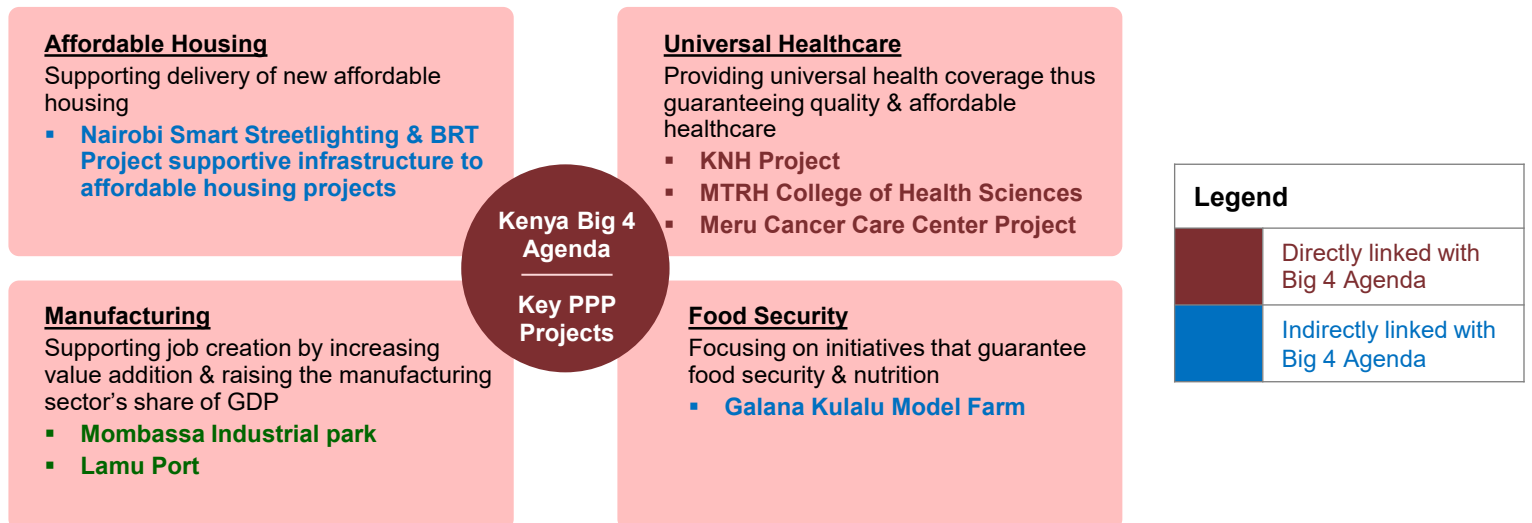 Affordable Housing
Supporting delivery of new affordable
housing
▪ Nairobi Smart Streetlighting & BRT
Project supportive infrastructure to
affordable housing projects
Universal Healthcare
Providing universal health coverage thus
guaranteeing quality & affordable
healthcare
▪ KNH Project
▪ MTRH College of Health Sciences
▪ Meru Cancer Care Center Project
Kenya Big 4
Agenda
Key PPP
Projects
Manufacturing
Supporting job creation by increasing
value addition & raising the manufacturing
sector's share of GDP
▪ Mombassa Industrial park
▪ Lamu Port
Food Security
Focusing on initiatives that guarantee
food security & nutrition
▪ Galana Kulalu Model Farm
Legend
Directly linked with
Big 4 Agenda
Indirectly linked with
Big 4 Agenda